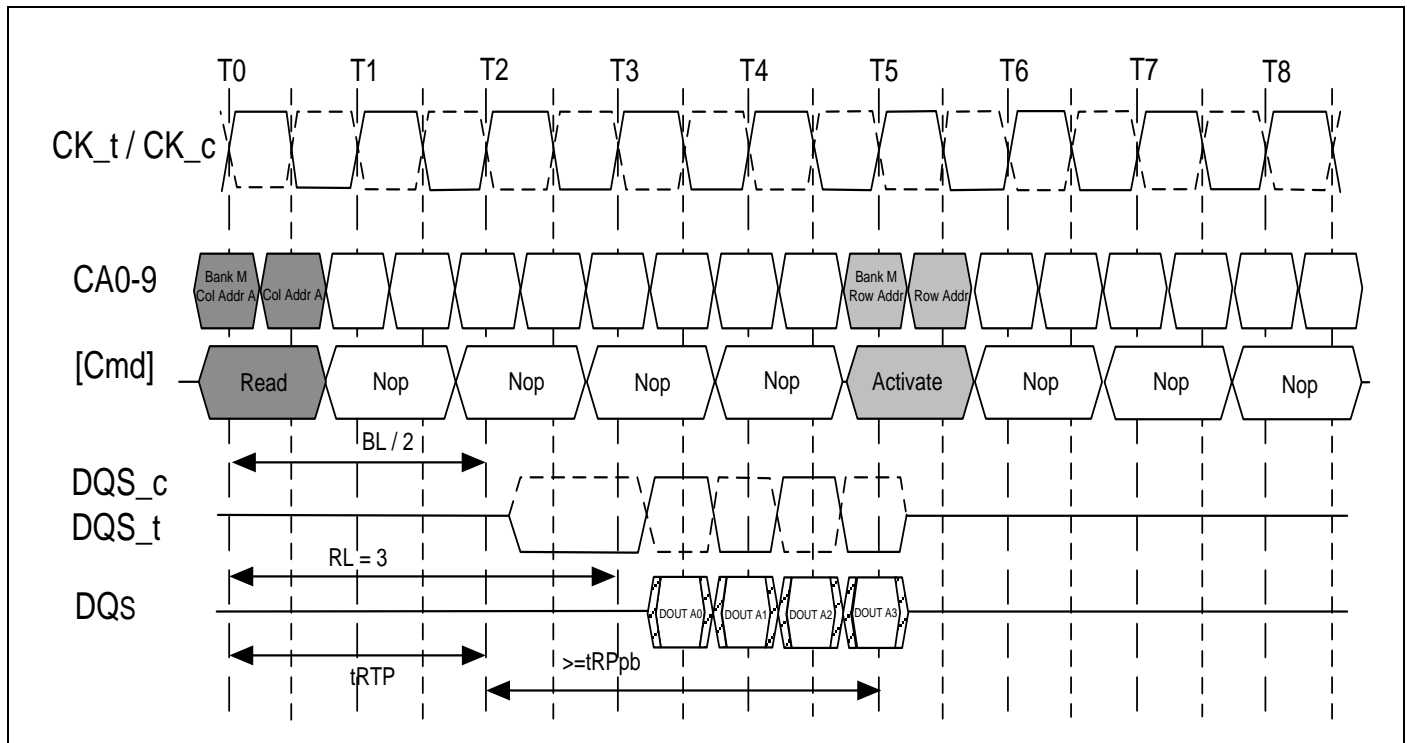 T0 T1 T2 T3 T4 T5 T6 T7 T8
CK_t / CK_c
CA0-9
Bank M
Col Addr A
Col Addr A
Bank M
Row Addr
Row Addr
[Cmd]
Read Nop Nop Nop Nop Activate Nop Nop Nop
BL / 2
DQS_c
DQS_t
RL = 3
DQs
DOUT A0 DOUT A1 DOUT A2 DOUT A3
tRTP
>=tRPpb